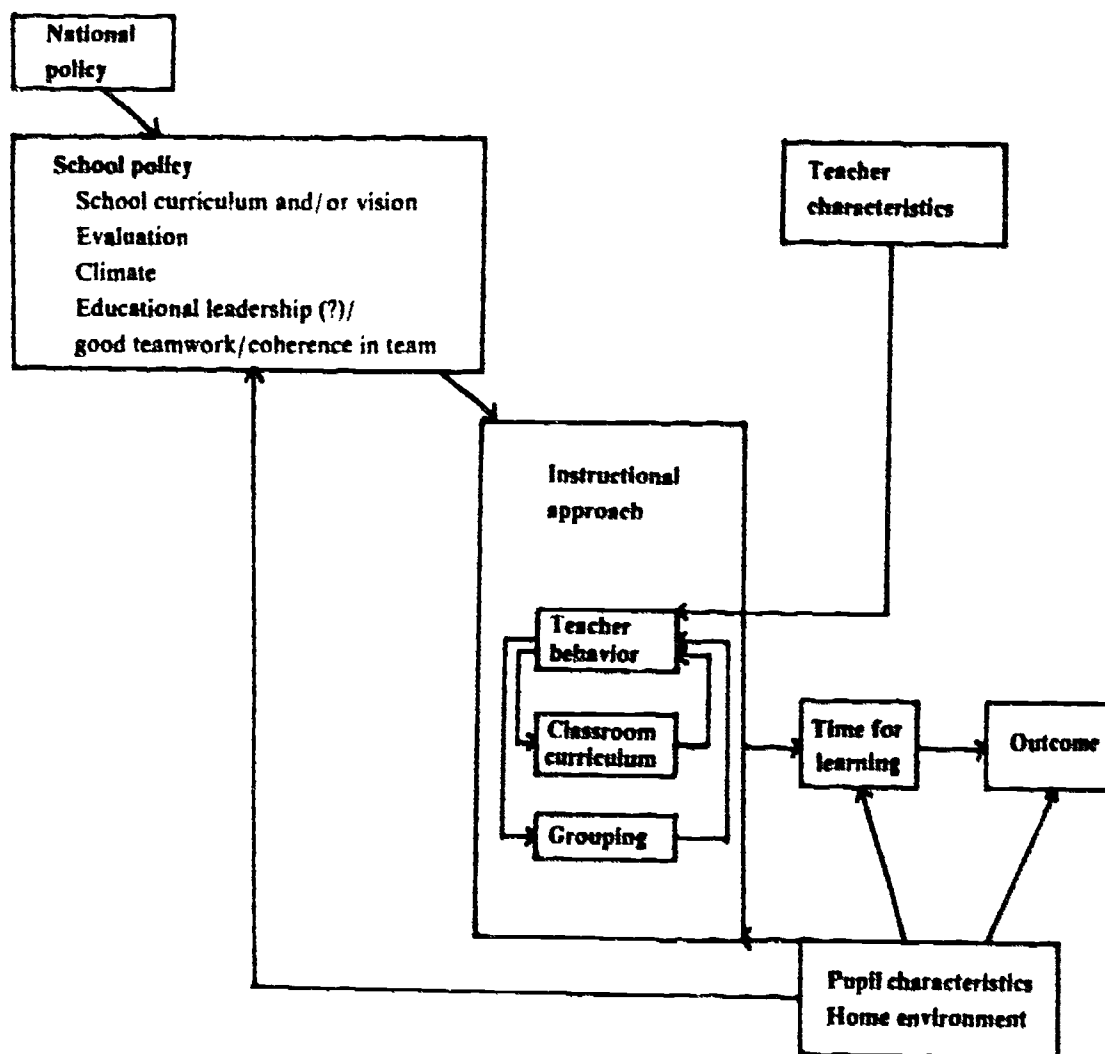 National
policy
School policy
School curriculum and/or vision
Evaluation
Climate
Educational leadership (?)/
good teamwork/coherence in team
Teacher
characteristics
Instructional
approach
Teacher
behavior
Classroom
curriculum
Grouping
Time for
learning
Outcome
Pupil characteristics
Home environment